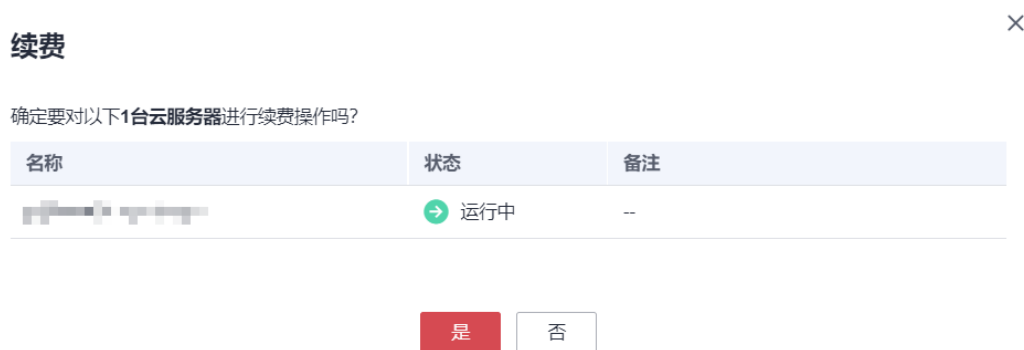 续费
确定要对以下1台云服务器进行续费操作吗?
名称 状态 备注
运行中 --
是 否